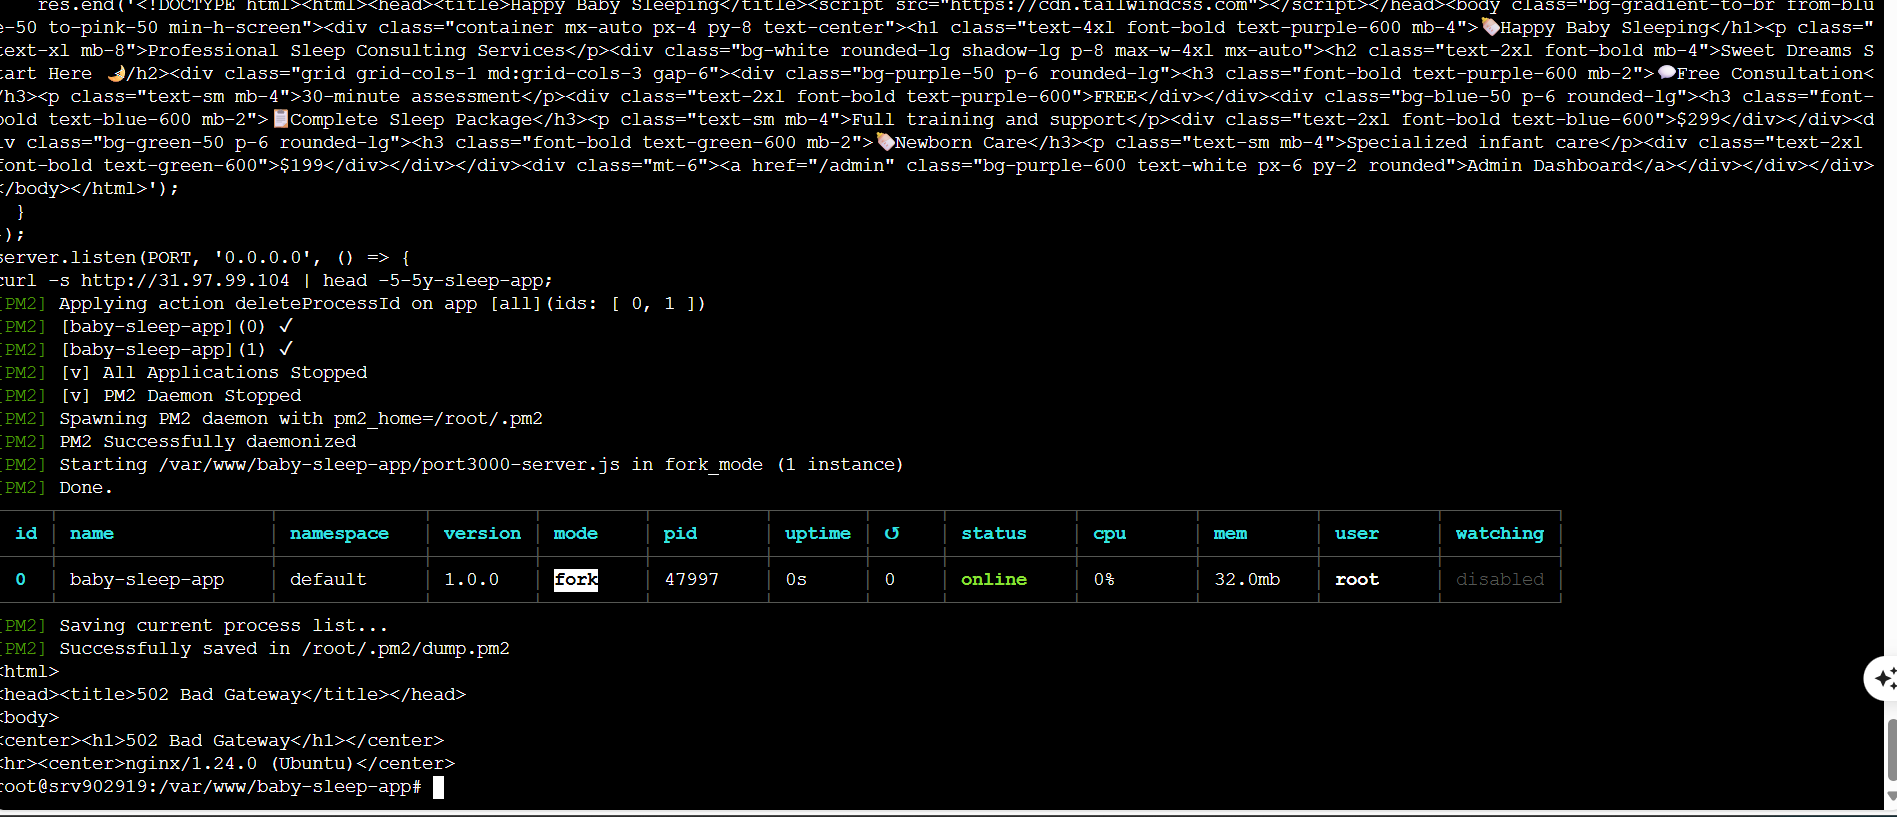 res.end('<!DOCTYPE html><html><head><title>Happy Baby Sleeping</title><script src="https://cdn.tailwindcss.com"></script></head><body class="bg-gradient-to-br from-blu
e-50 to-pink-50 min-h-screen"><div class="container mx-auto px-4 py-8 text-center"><h1 class="text-4xl font-bold text-purple-600 mb-4">🍼Happy Baby Sleeping</h1><p class="
text-xl mb-8">Professional Sleep Consulting Services</p><div class="bg-white rounded-lg shadow-lg p-8 max-w-4xl mx-auto"><h2 class="text-2xl font-bold mb-4">Sweet Dreams S
tart Here 🌙/h2><div class="grid grid-cols-1 md:grid-cols-3 gap-6"><div class="bg-purple-50 p-6 rounded-lg"><h3 class="font-bold text-purple-600 mb-2">💬Free Consultation<
/h3><p class="text-sm mb-4">30-minute assessment</p><div class="text-2xl font-bold text-purple-600">FREE</div></div><div class="bg-blue-50 p-6 rounded-lg"><h3 class="font-
bold text-blue-600 mb-2">📋Complete Sleep Package</h3><p class="text-sm mb-4">Full training and support</p><div class="text-2xl font-bold text-blue-600">$299</div></div><d
iv class="bg-green-50 p-6 rounded-lg"><h3 class="font-bold text-green-600 mb-2">🍼Newborn Care</h3><p class="text-sm mb-4">Specialized infant care</p><div class="text-2xl
font-bold text-green-600">$199</div></div></div><div class="mt-6"><a href="/admin" class="bg-purple-600 text-white px-6 py-2 rounded">Admin Dashboard</a></div></div></div>
</body></html>');
}
});
server.listen(PORT, '0.0.0.0', () => {
curl -s http://31.97.99.104 | head -5-5y-sleep-app;
[PM2] Applying action deleteProcessId on app [all](ids: [ 0, 1 ])
[PM2] [baby-sleep-app](0) ✓
[PM2] [baby-sleep-app](1) ✓
[PM2] [v] All Applications Stopped
[PM2] [v] PM2 Daemon Stopped
[PM2] Spawning PM2 daemon with pm2_home=/root/.pm2
[PM2] PM2 Successfully daemonized
[PM2] Starting /var/www/baby-sleep-app/port3000-server.js in fork_mode (1 instance)
[PM2] Done.
id name namespace version mode pid uptime ↺ status cpu mem user watching
0 baby-sleep-app default 1.0.0 fork 47997 0s 0 online 0% 32.0mb root disabled
[PM2] Saving current process list...
[PM2] Successfully saved in /root/.pm2/dump.pm2
<html>
<head><title>502 Bad Gateway</title></head>
<body>
<center><h1>502 Bad Gateway</h1></center>
<hr><center>nginx/1.24.0 (Ubuntu)</center>
root@srv902919:/var/www/baby-sleep-app#